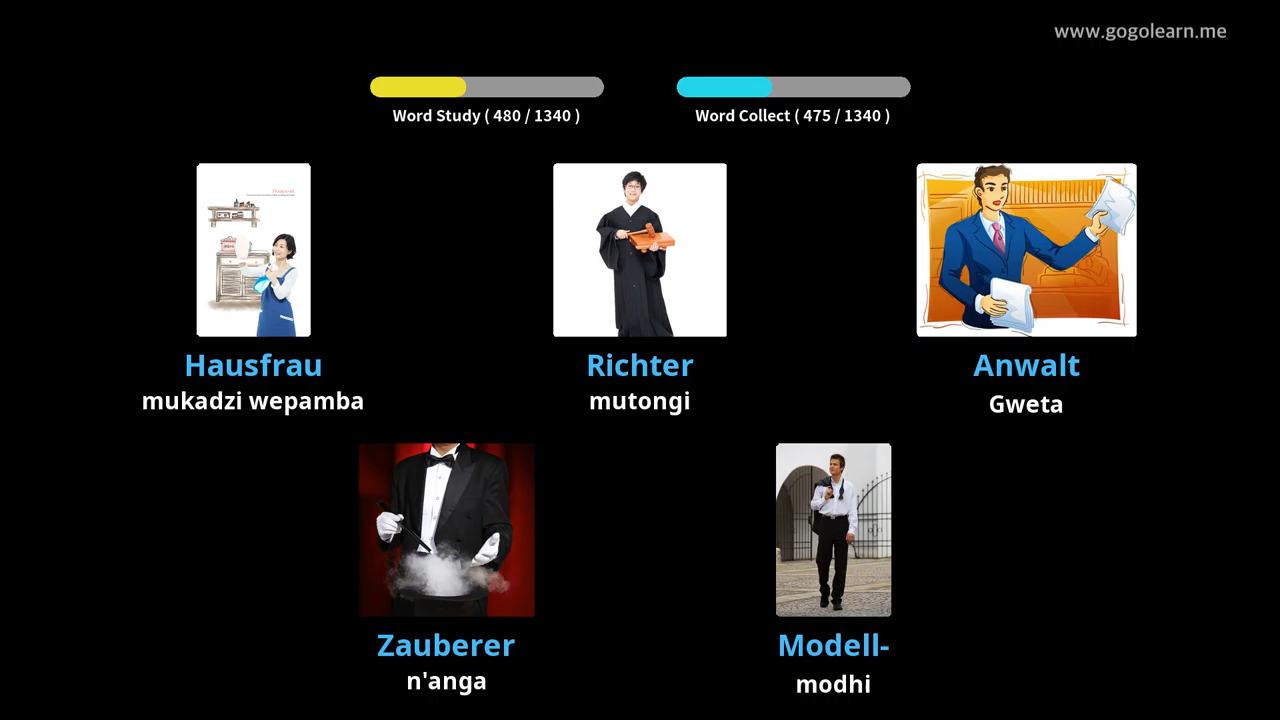 www.gogolearn.me
Word Study ( 480 / 1340 )
Word Collect ( 475 / 1340 )
Hausfrau
mukadzi wepamba
Richter
mutongi
Anwalt
Gweta
Zauberer
n'anga
Modell-
modhi